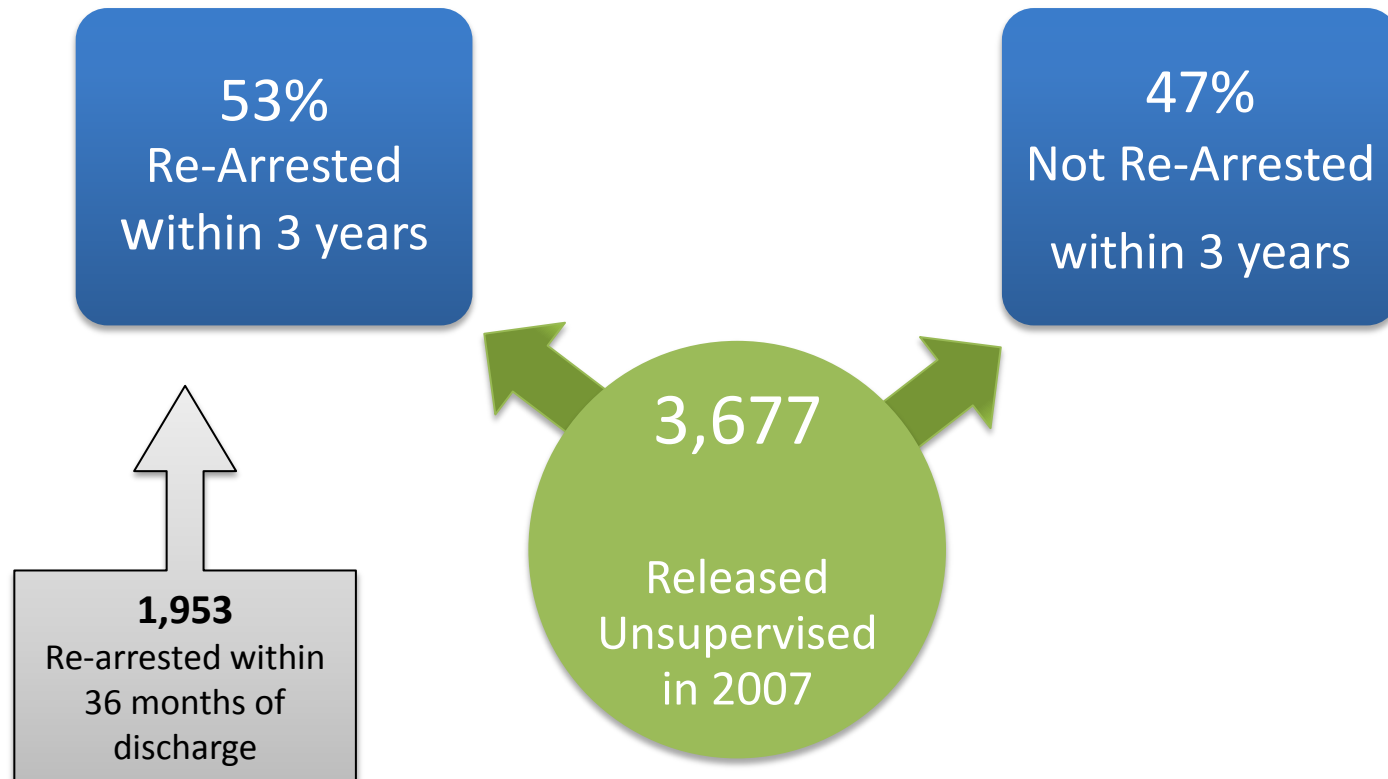 53%
Re-Arrested
within 3 years
47%
Not Re-Arrested
within 3 years
3,677
Released
Unsupervised
in 2007
1,953
Re-arrested within
36 months of
discharge